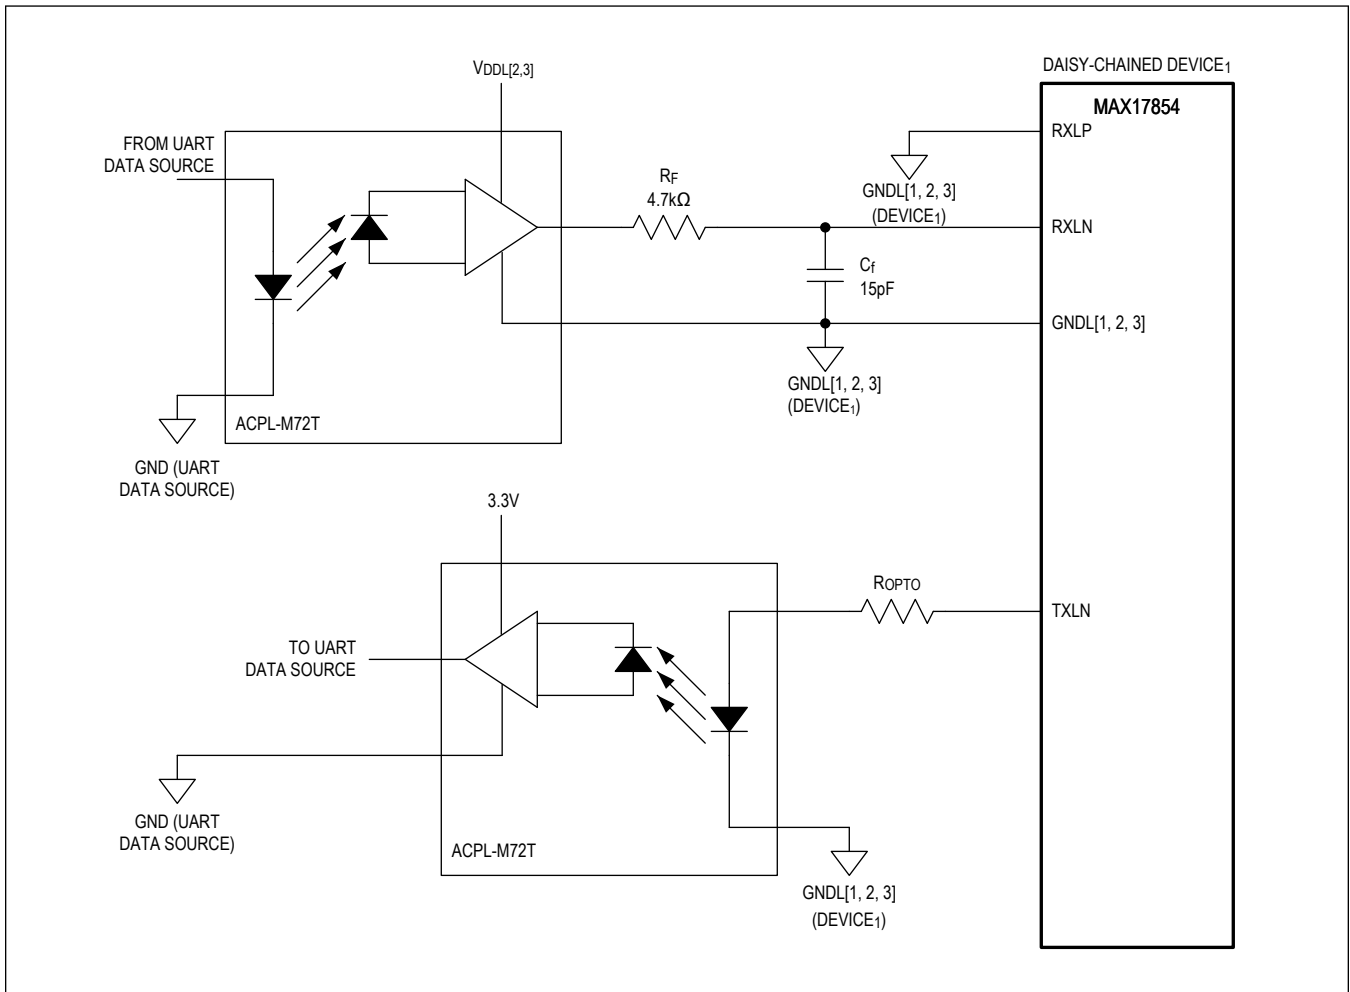 VDDL[2,3]
DAISY-CHAINED DEVICE1
MAX17854
RXLP
FROM UART
DATA SOURCE
RF
4.7kΩ
GNDL[1, 2, 3]
(DEVICE1)
RXLN
Cf
15pF
GNDL[1, 2, 3]
GNDL[1, 2, 3]
(DEVICE1)
ACPL-M72T
GND (UART
DATA SOURCE)
3.3V
ROPTO
TXLN
TO UART
DATA SOURCE
GND (UART
DATA SOURCE)
ACPL-M72T
GNDL[1, 2, 3]
(DEVICE1)